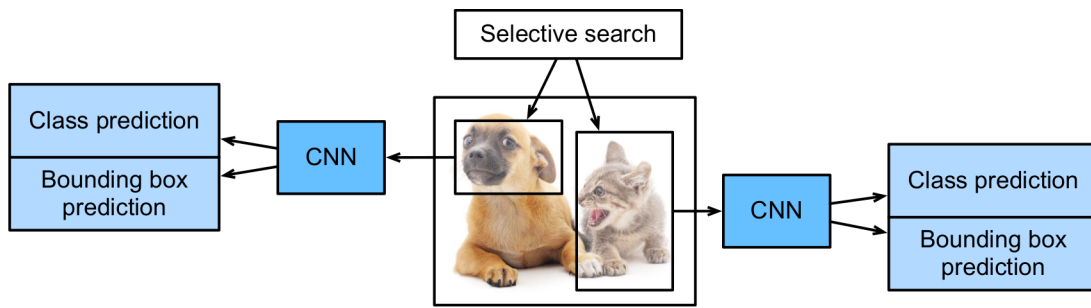 Selective search
Class prediction
Bounding box
prediction
CNN
CNN
Class prediction
Bounding box
prediction